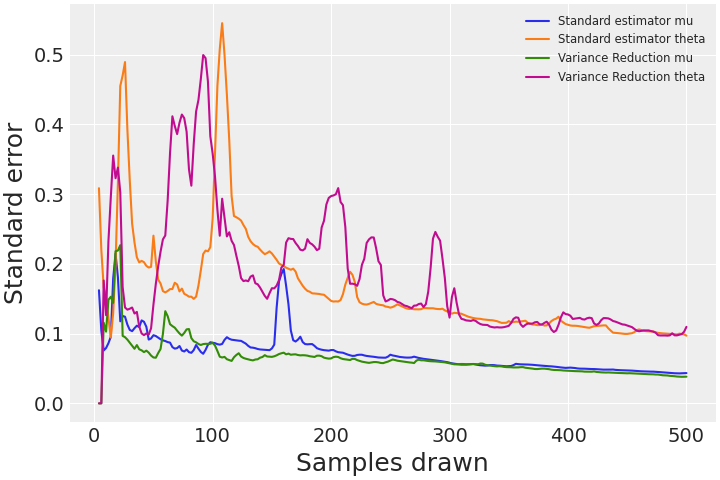 Standard estimator mu
Standard estimator theta
Variance Reduction mu
Variance Reduction theta
Standard error
0.5
0.4
0.3
0.2
0.1
0.0
0 100 200 300 400 500
Samples drawn